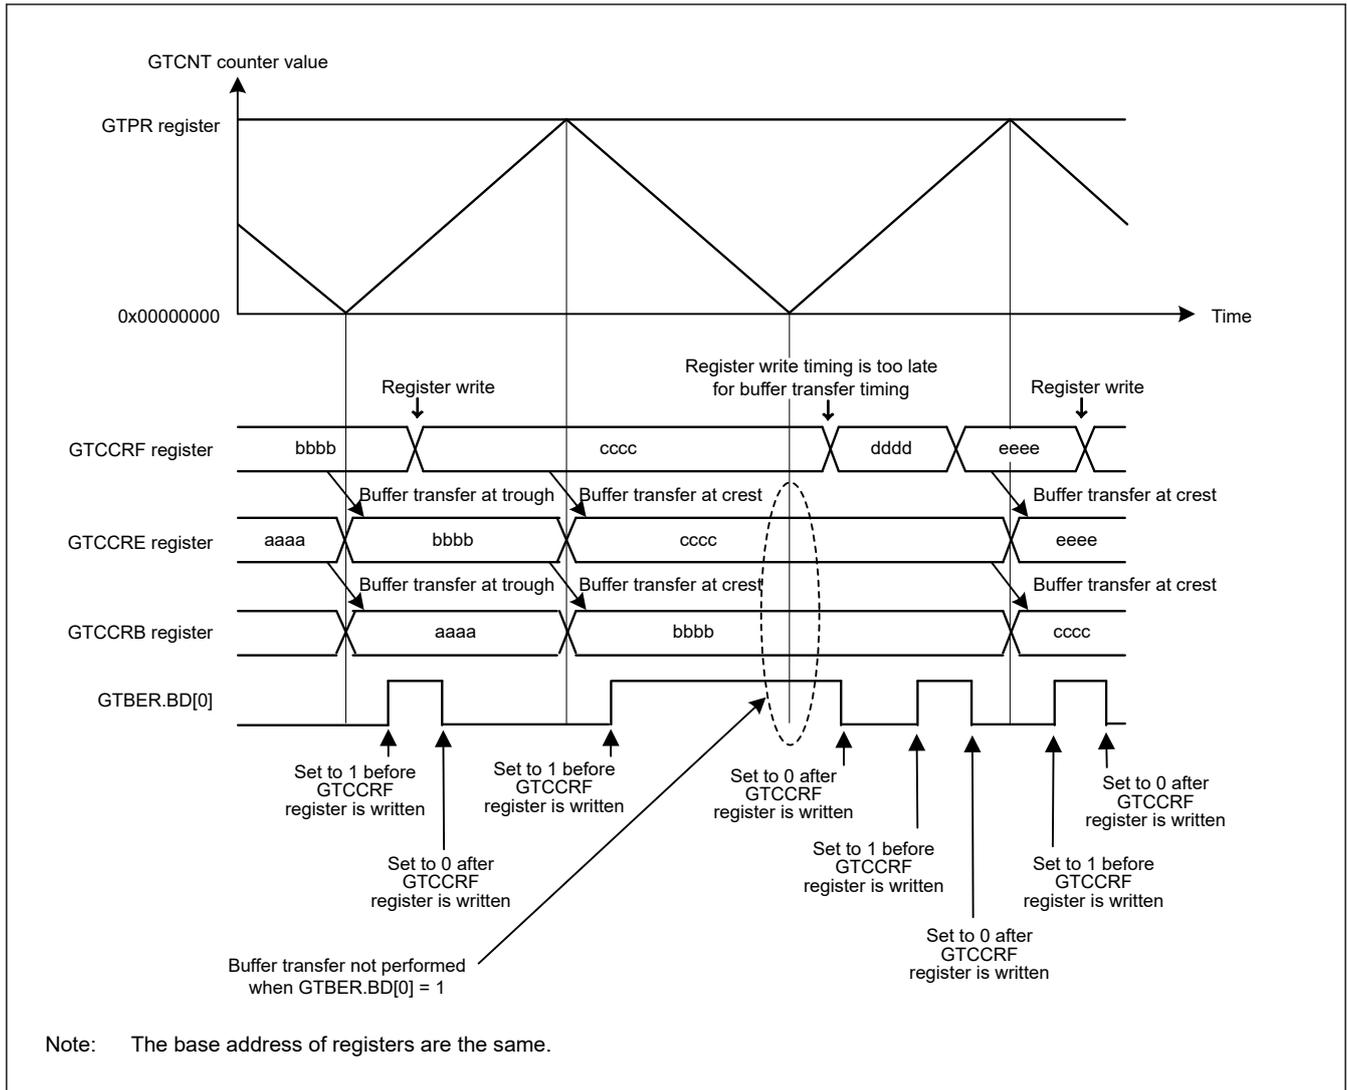 GTCNT counter value
GTPR register
0x00000000
Time
Register write
Register write timing is too late
for buffer transfer timing
Register write
GTCCRF register
bbbb
cccc
dddd
eeee
Buffer transfer at trough
Buffer transfer at crest
Buffer transfer at crest
GTCCRE register
aaaa
bbbb
cccc
eeee
Buffer transfer at trough
Buffer transfer at crest
Buffer transfer at crest
GTCCRB register
aaaa
bbbb
cccc
GTBER.BD[0]
Set to 1 before
GTCCRF
register is written
Set to 0 after
GTCCRF
register is written
Set to 1 before
GTCCRF
register is written
Set to 0 after
GTCCRF
register is written
Set to 1 before
GTCCRF
register is written
Set to 0 after
GTCCRF
register is written
Set to 1 before
GTCCRF
register is written
Set to 0 after
GTCCRF
register is written
Buffer transfer not performed
when GTBER.BD[0] = 1
Note: The base address of registers are the same.